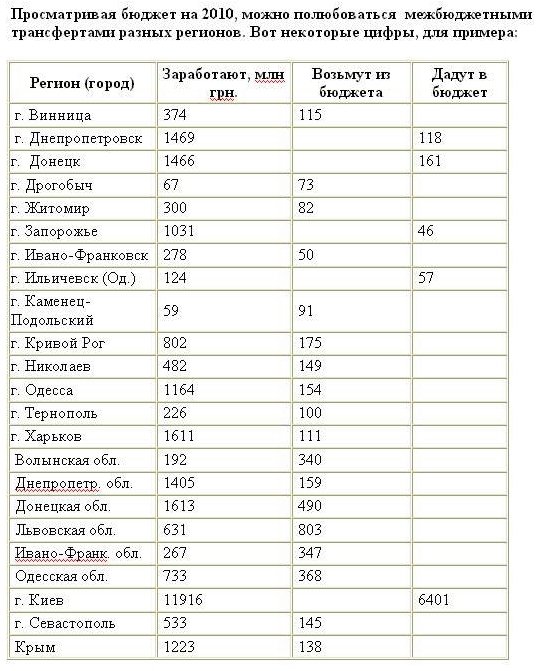 Просматривая бюджет на 2010, можно полюбоваться межбюджетными
трансфертами разных регионов. Вот некоторые цифры, для примера:
Регион (город) Заработают, млн грн. Возьмут из бюджета Дадут в бюджет
г. Винница 374 115
г. Днепропетровск 1469 118
г. Донецк 1466 161
г. Дрогобыч 67 73
г. Житомир 300 82
г. Запорожье 1031 46
г. Ивано-Франковск 278 50
г. Ильичевск (Од.) 124 57
г. Каменец-
Подольский 59 91
г. Кривой Рог 802 175
г. Николаев 482 149
г. Одесса 1164 154
г. Тернополь 226 100
г. Харьков 1611 111
Волынская обл. 192 340
Днепропетр. обл. 1405 159
Донецкая обл. 1613 490
Львовская обл. 631 803
Ивано-Франк. обл. 267 347
Одесская обл. 733 368
г. Киев 11916 6401
г. Севастополь 533 145
Крым 1223 138